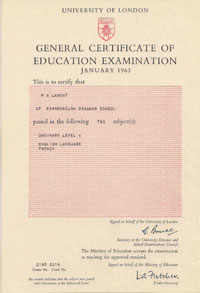 UNIVERSITY OF LONDON
GENERAL CERTIFICATE OF
EDUCATION EXAMINATION
JANUARY 1963
This is to certify that
P A LAMONT
OF FARNBOROUGH GRAMMAR SCHOOL
passed in the following TWO subject(s):
ORDINARY LEVEL
ENGLISH LANGUAGE
FRENCH
Signed on behalf of the University of London
Secretary to the University Entrance and
School Examinations Council
The Ministry of Education accepts the examination
as reaching the approved standard.
Signed on behalf of the Ministry of Education
Under-Secretary